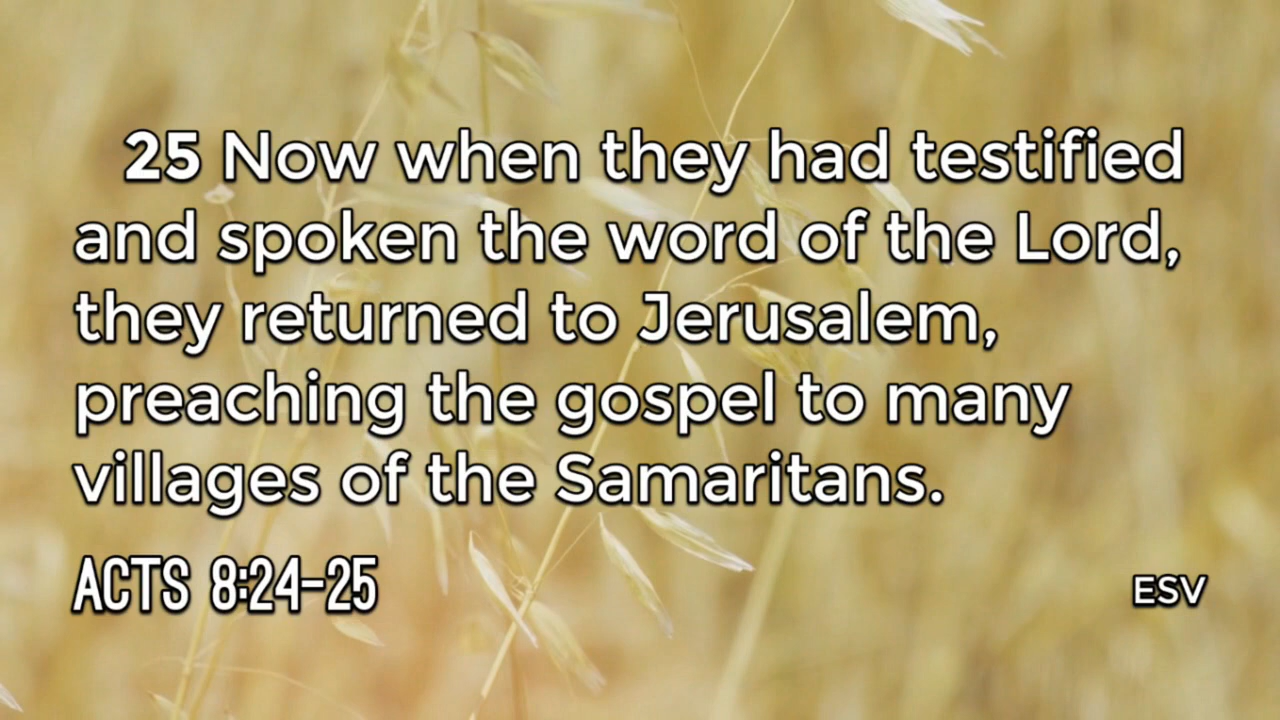 25 Now when they had testified
and spoken the word of the Lord,
they returned to Jerusalem,
preaching the gospel to many
villages of the Samaritans.
ACTS 8:24-25
ESV